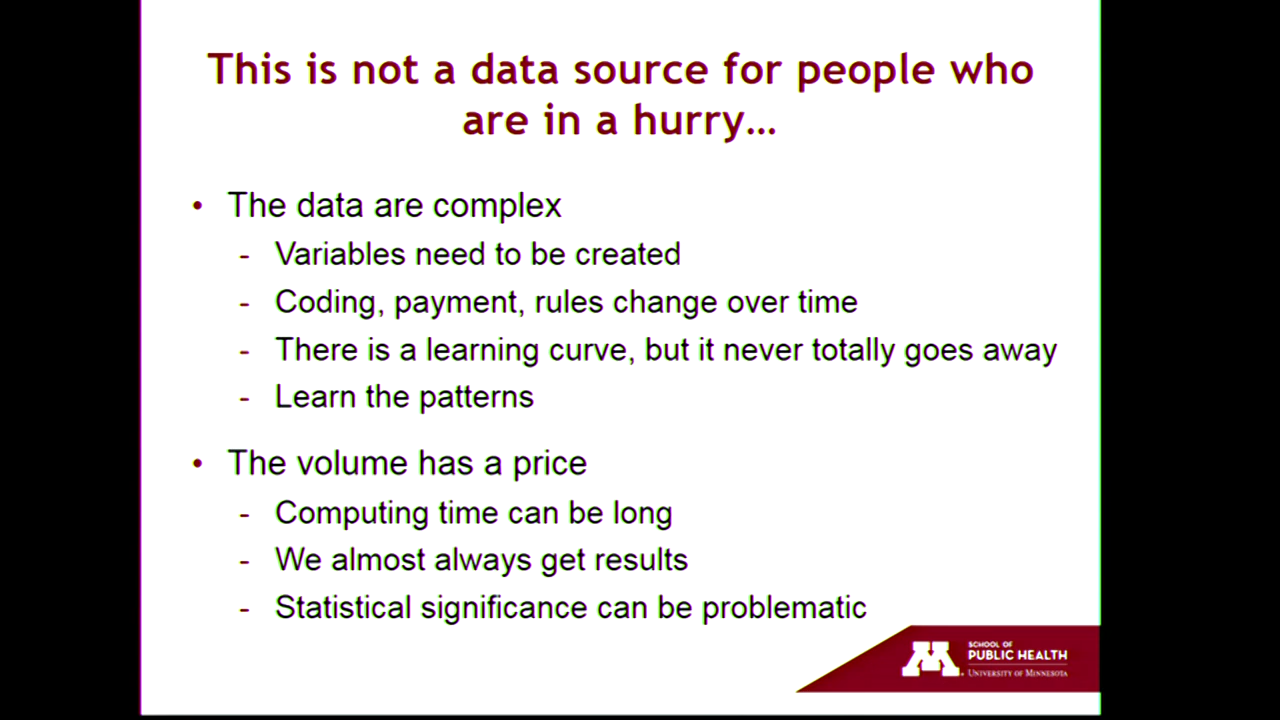 This is not a data source for people who
are in a hurry...
• The data are complex
- Variables need to be created
- Coding, payment, rules change over time
- There is a learning curve, but it never totally goes away
- Learn the patterns
• The volume has a price
- Computing time can be long
- We almost always get results
- Statistical significance can be problematic
M
SCHOOL OF
PUBLIC HEALTH
UNIVERSITY OF MINNESOTA